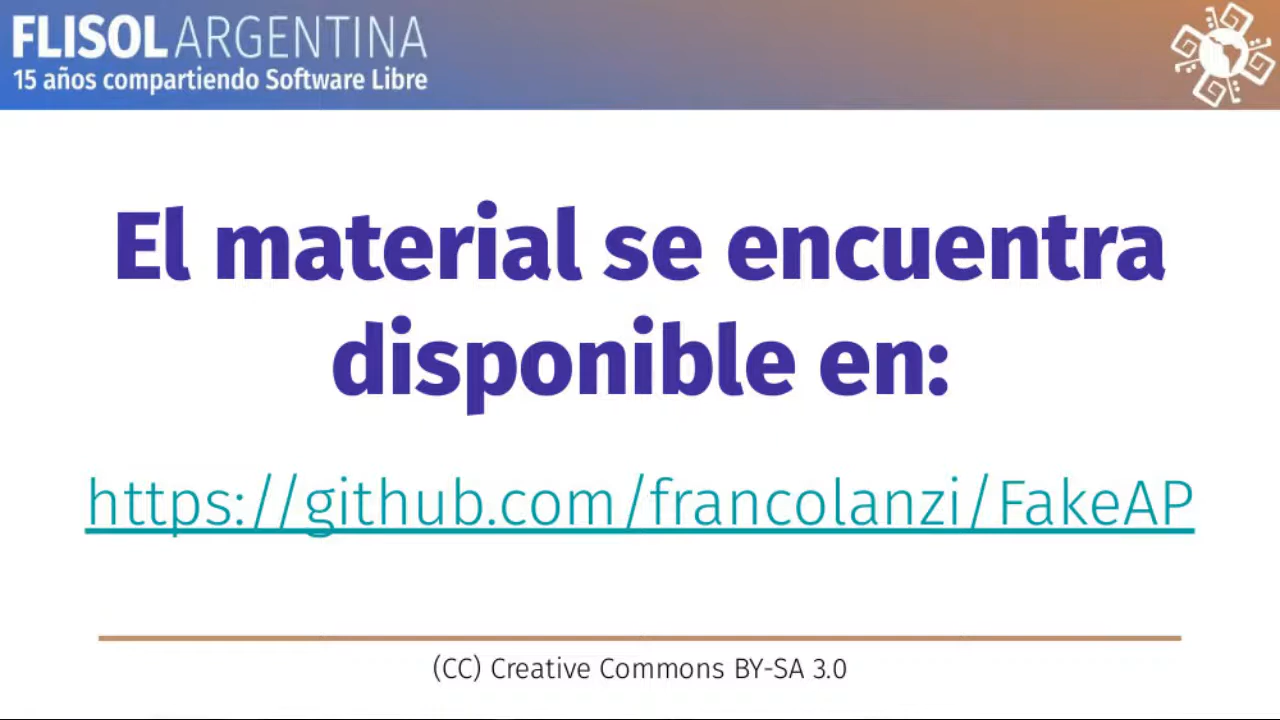 FLISOL ARGENTINA
15 años compartiendo Software Libre
El material se encuentra
disponible en:
https://github.com/francolanzi/FakeAP
(CC) Creative Commons BY-SA 3.0